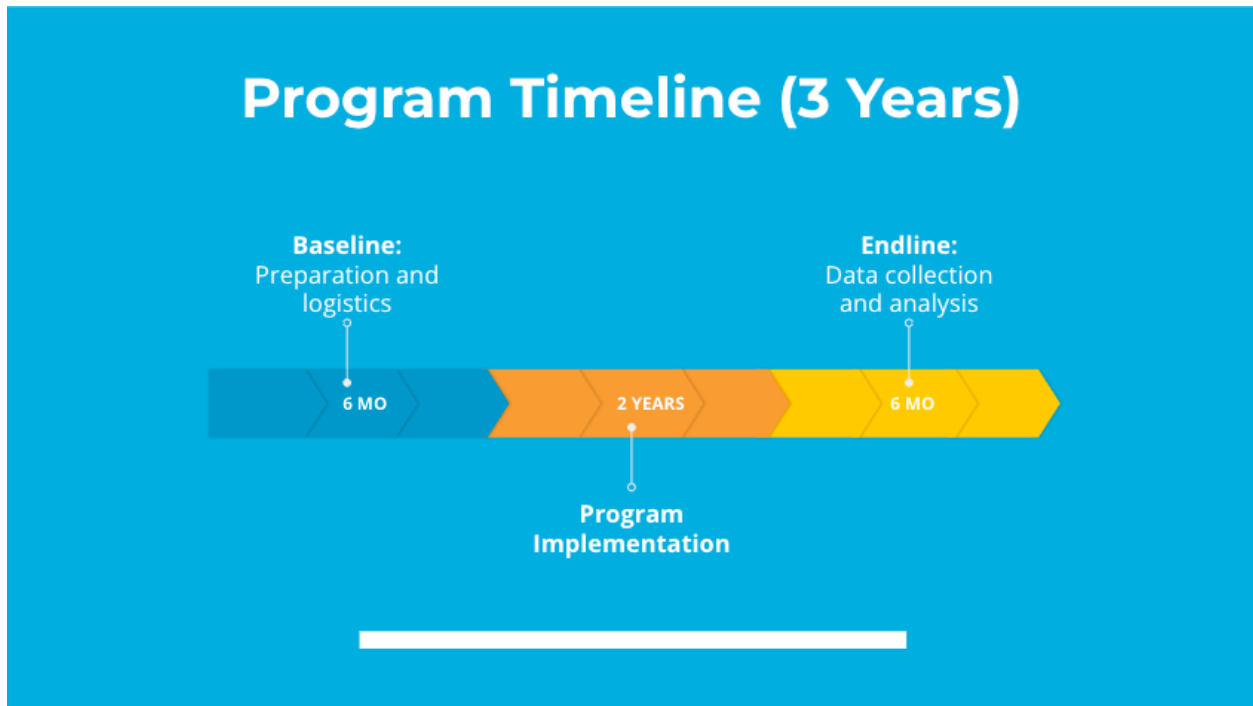 Program Timeline (3 Years)
Baseline:
Preparation and
logistics
Endline:
Data collection
and analysis
6 MO
2 YEARS
6 MO
Program
Implementation